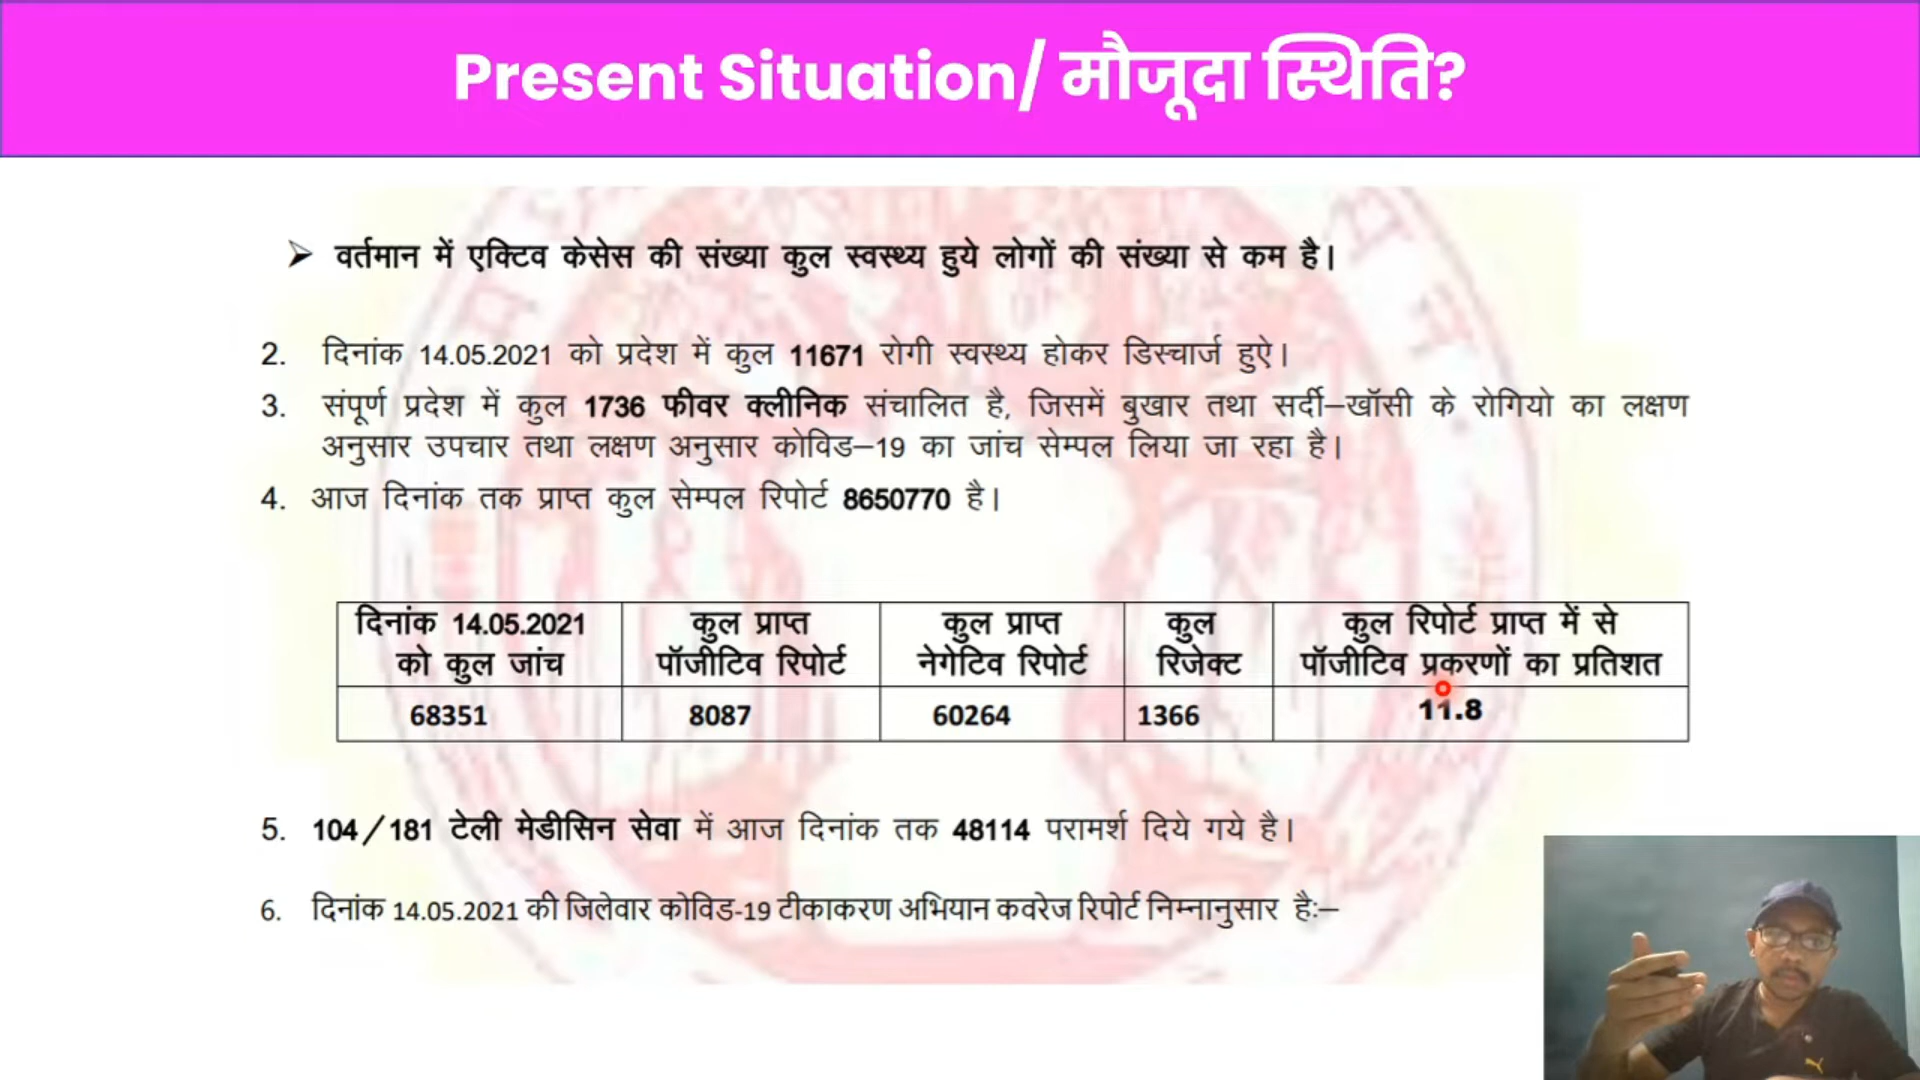 Present Situation/ मौजूदा स्थिति?
➢ वर्तमान में एक्टिव केसेस की संख्या कुल स्वस्थ्य हुये लोगों की संख्या से कम है।
2. दिनांक 14.05.2021 को प्रदेश में कुल 11671 रोगी स्वस्थ्य होकर डिस्चार्ज हुऐ।
3. संपूर्ण प्रदेश में कुल 1736 फीवर क्लीनिक संचालित है, जिसमें बुखार तथा सर्दी–खॉसी के रोगियो का लक्षण
अनुसार उपचार तथा लक्षण अनुसार कोविड–19 का जांच सेम्पल लिया जा रहा है।
4. आज दिनांक तक प्राप्त कुल सेम्पल रिपोर्ट 8650770 है।
दिनांक 14.05.2021 को कुल जांच
कुल प्राप्त पॉजीटिव रिपोर्ट
कुल प्राप्त नेगेटिव रिपोर्ट
कुल रिजेक्ट
कुल रिपोर्ट प्राप्त में से पॉजीटिव प्रकरणों का प्रतिशत
68351 8087 60264 1366 11.8
5. 104/181 टेली मेडीसिन सेवा में आज दिनांक तक 48114 परामर्श दिये गये है।
6. दिनांक 14.05.2021 की जिलेवार कोविड-19 टीकाकरण अभियान कवरेज रिपोर्ट निम्नानुसार है:–